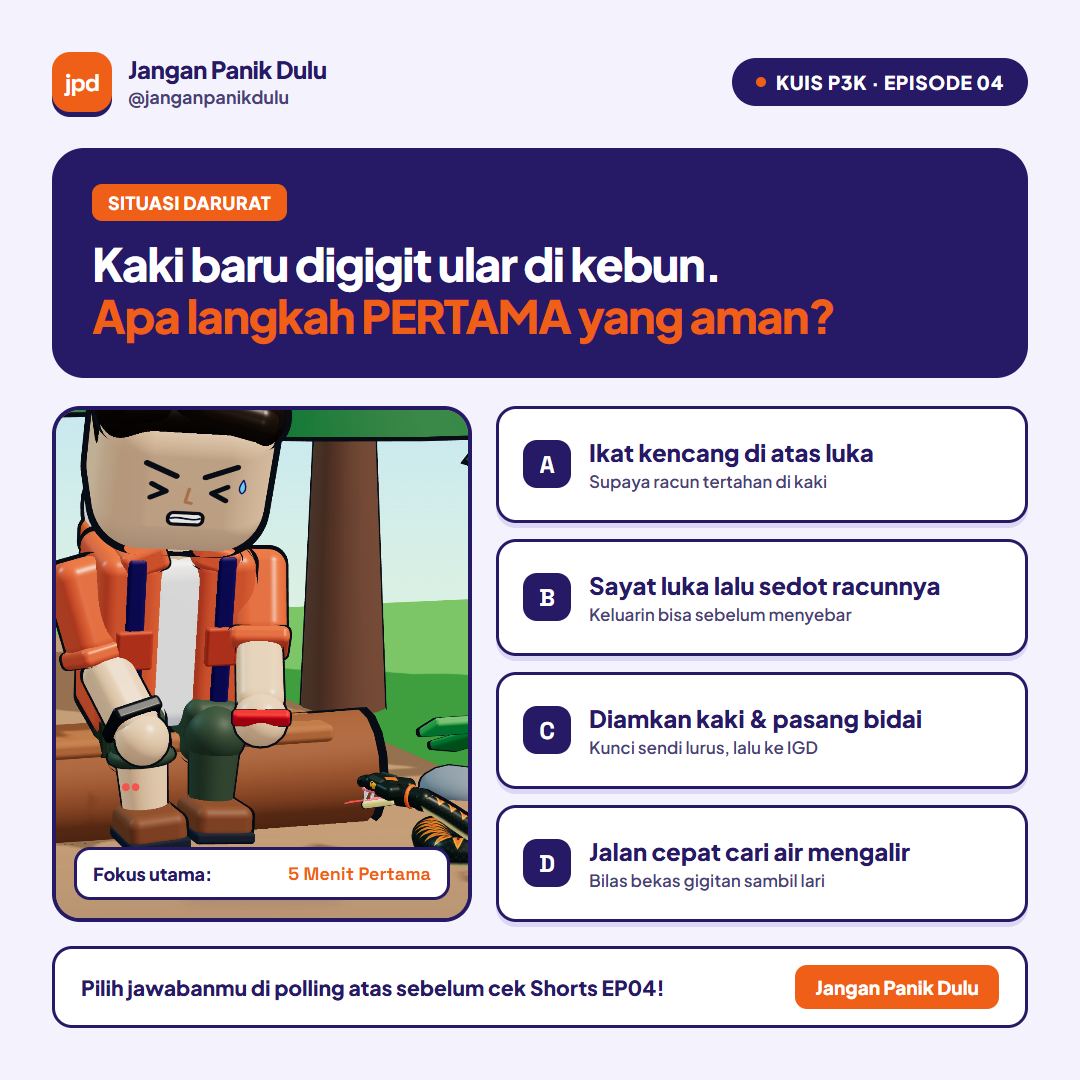 jpd
Jangan Panik Dulu
@janganpanikdulu
KUIS P3K · EPISODE 04
SITUASI DARURAT
Kaki baru digigit ular di kebun.
Apa langkah PERTAMA yang aman?
A
Ikat kencang di atas luka
Supaya racun tertahan di kaki
B
Sayat luka lalu sedot racunnya
Keluarin bisa sebelum menyebar
C
Diamkan kaki & pasang bidai
Kunci sendi lurus, lalu ke IGD
D
Jalan cepat cari air mengalir
Bilas bekas gigitan sambil lari
Fokus utama:
5 Menit Pertama
Pilih jawabanmu di polling atas sebelum cek Shorts EP04!
Jangan Panik Dulu